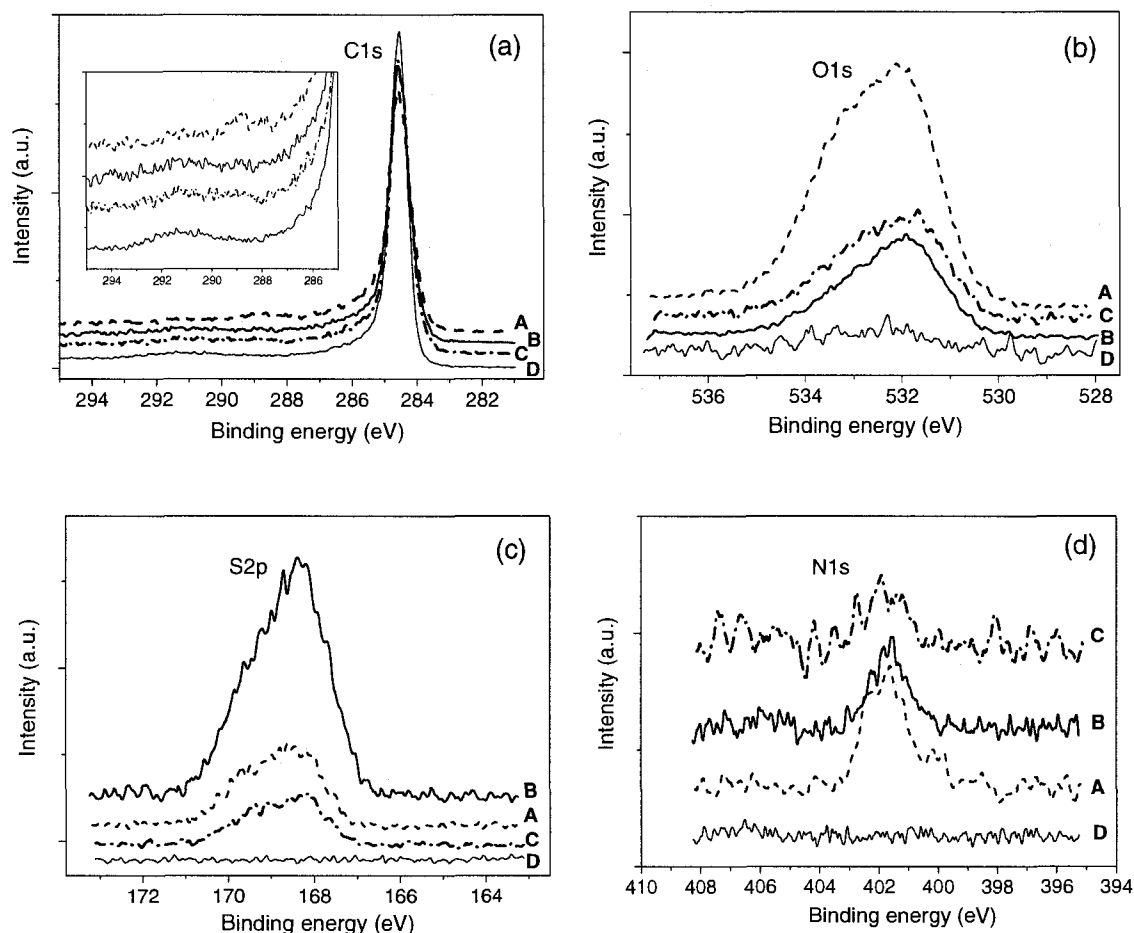 (a)
C1s
Intensity (a.u.)
294 292 290 288 286
A
B
C
D
294 292 290 288 286 284 282
Binding energy (eV)
(b)
O1s
Intensity (a.u.)
A
C
B
D
536 534 532 530 528
Binding energy (eV)
(c)
S2p
Intensity (a.u.)
B
A
C
D
172 170 168 166 164
Binding energy (eV)
(d)
N1s
Intensity (a.u.)
C
B
A
D
410 408 406 404 402 400 398 396 394
Binding energy (eV)